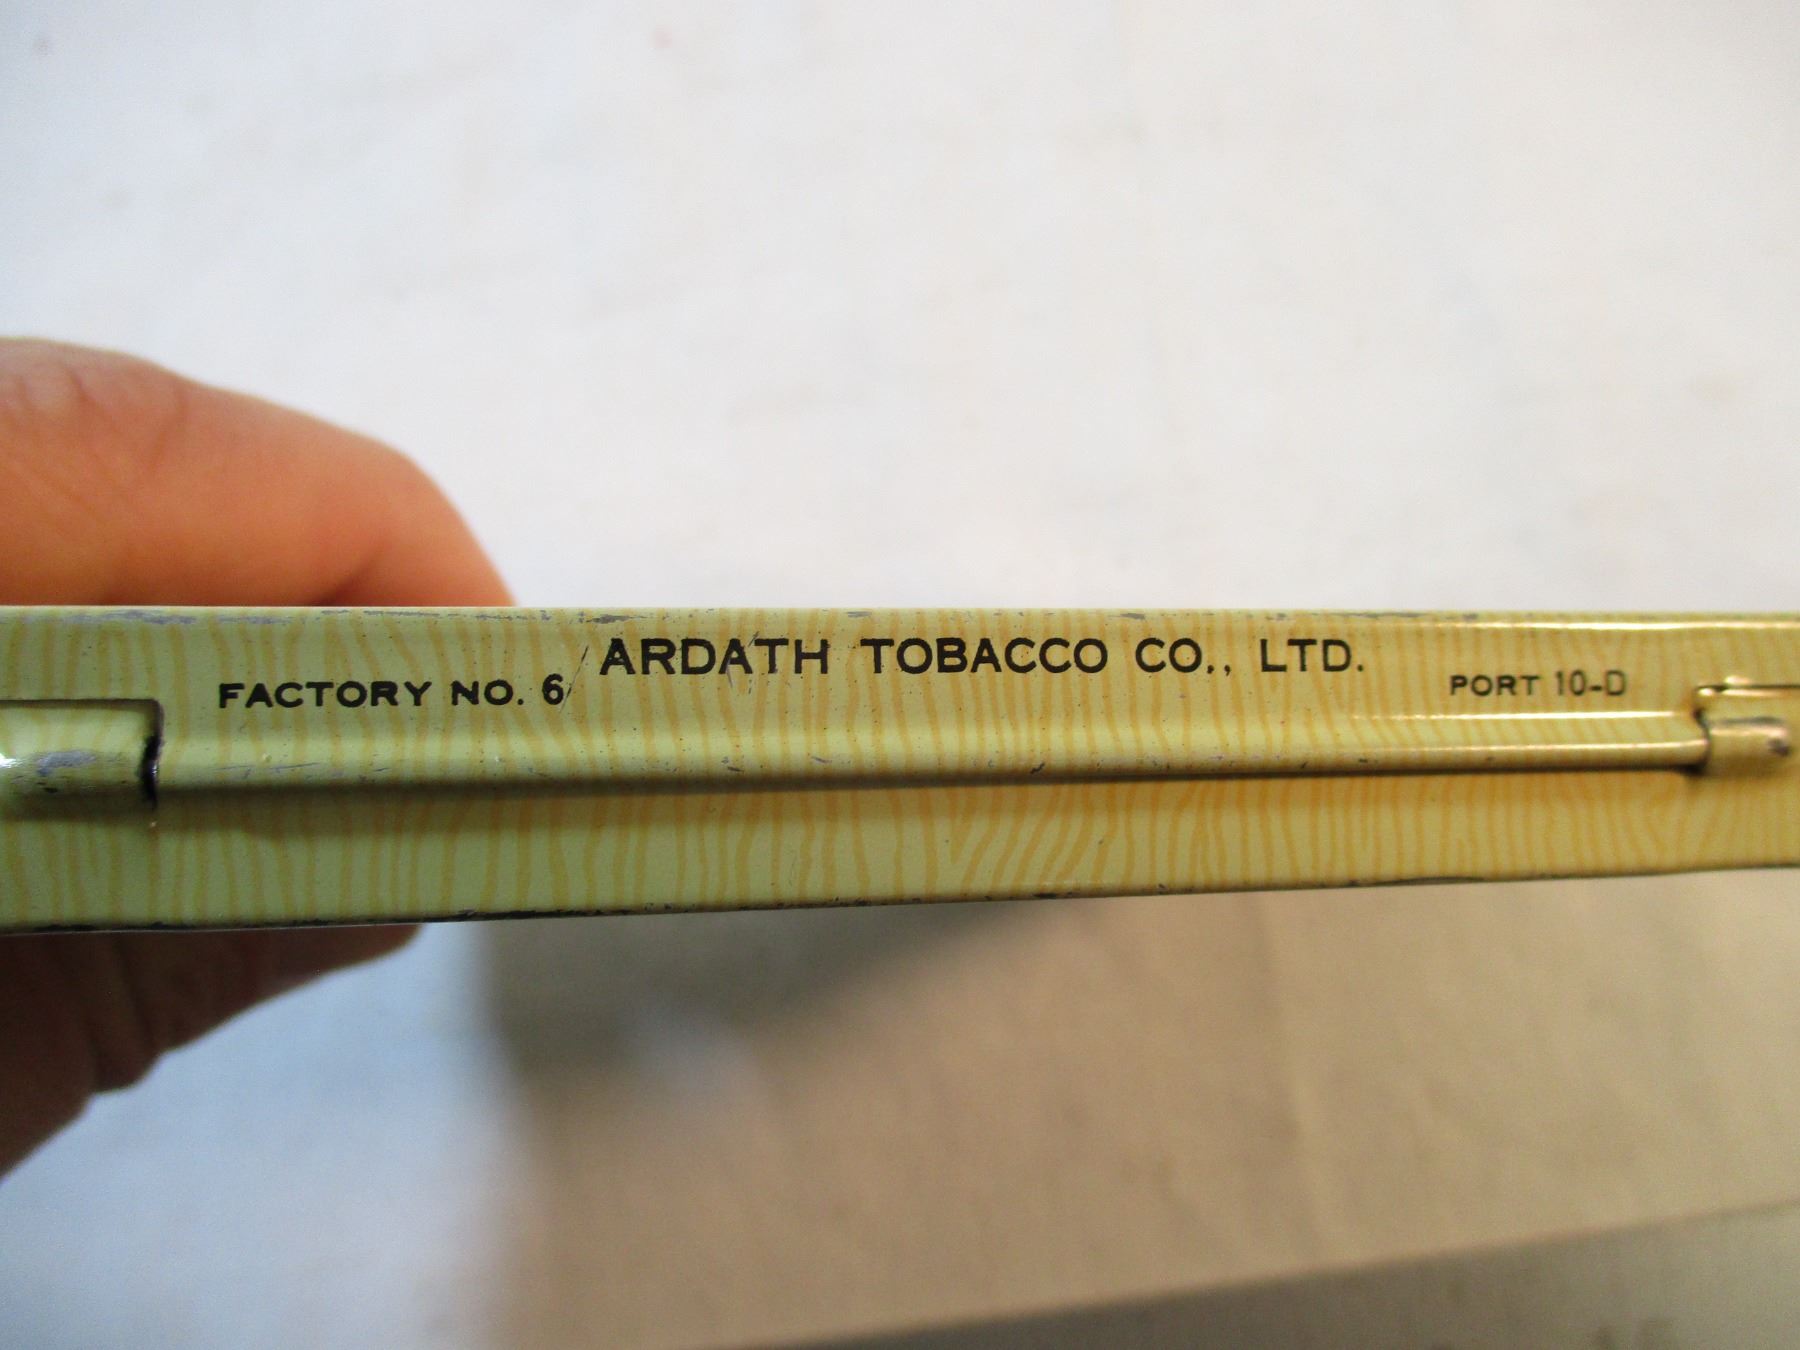 ARDATH TOBACCO CO., LTD.
FACTORY NO. 6
PORT 10-D